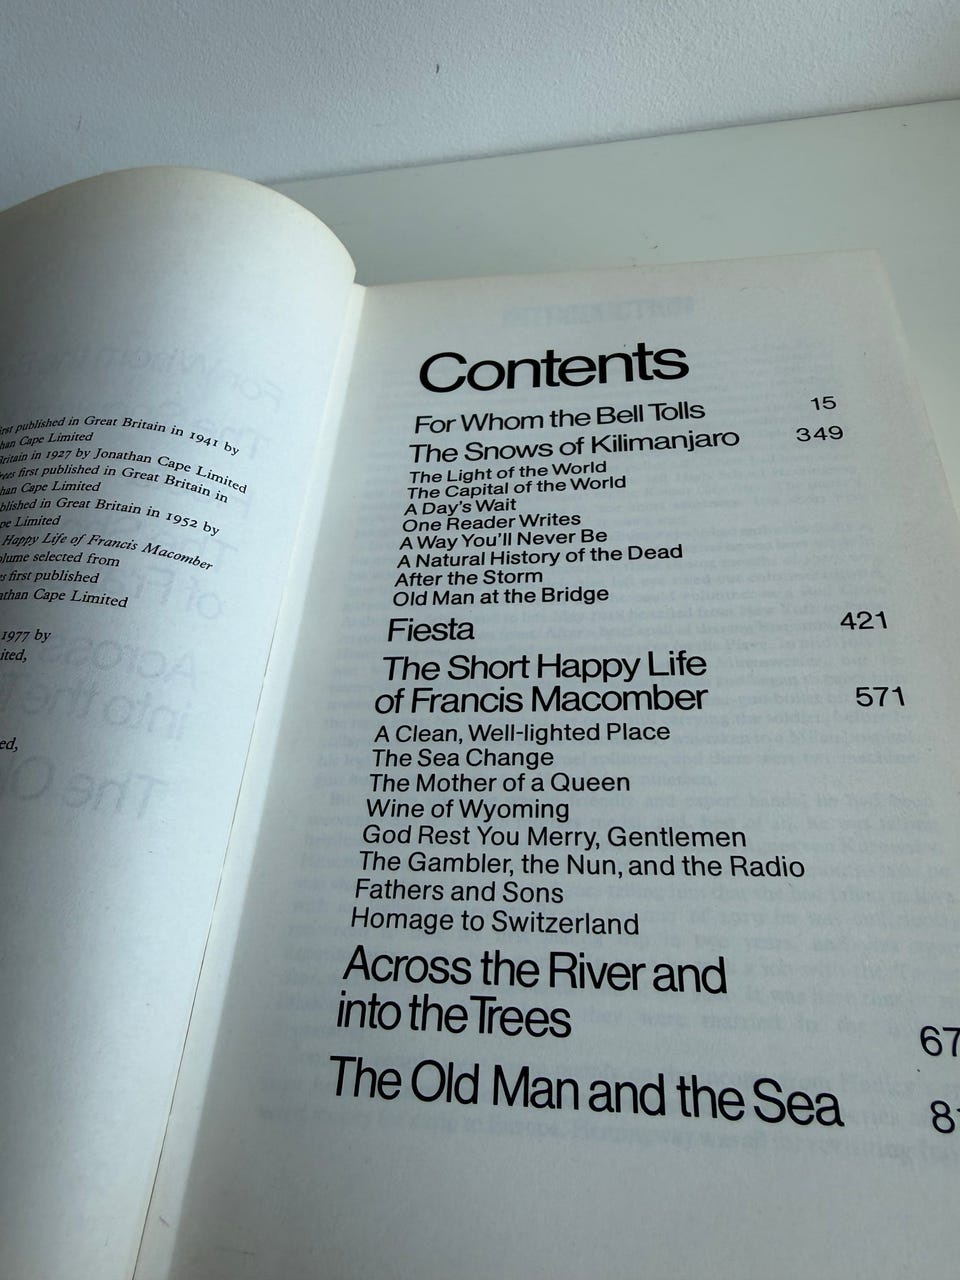 first published in Great Britain in 1941 by
Cape Limited
Britain in 1927 by Jonathan Cape Limited
Trees first published in Great Britain in
Cape Limited
published in Great Britain in 1952 by
Limited
Happy Life of Francis Macomber
volume selected from
first published
Cape Limited
1977 by
Contents
For Whom the Bell Tolls 15
The Snows of Kilimanjaro 349
The Light of the World
The Capital of the World
A Day's Wait
One Reader Writes
A Way You'll Never Be
A Natural History of the Dead
After the Storm
Old Man at the Bridge
Fiesta 421
The Short Happy Life
of Francis Macomber 571
A Clean, Well-lighted Place
The Sea Change
The Mother of a Queen
Wine of Wyoming
God Rest You Merry, Gentlemen
The Gambler, the Nun, and the Radio
Fathers and Sons
Homage to Switzerland
Across the River and
into the Trees 67
The Old Man and the Sea 8